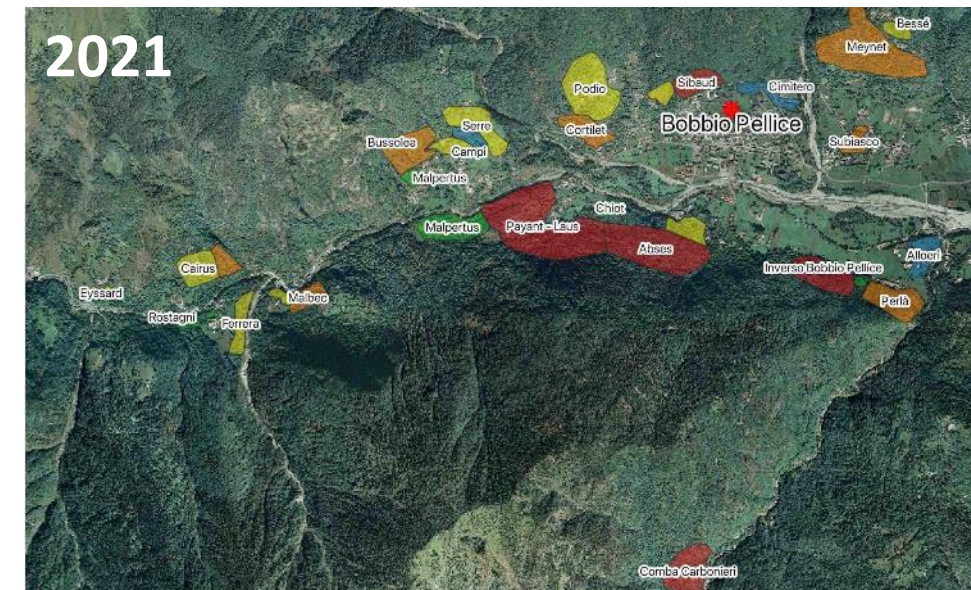 2021
Bessé
Meynet
Podio
Sibaud
Cimitero
Bobbio Pellice
Serre
Cortilet
Bussolea
Campi
Subiasco
Malpertus
Chiot
Malpertus
Payant - Laus
Abses
Alloeri
Cairus
Inverso Bobbio Pellice
Eyssard
Malbec
Perlà
Rostagni
Ferrera
Comba Carbonieri